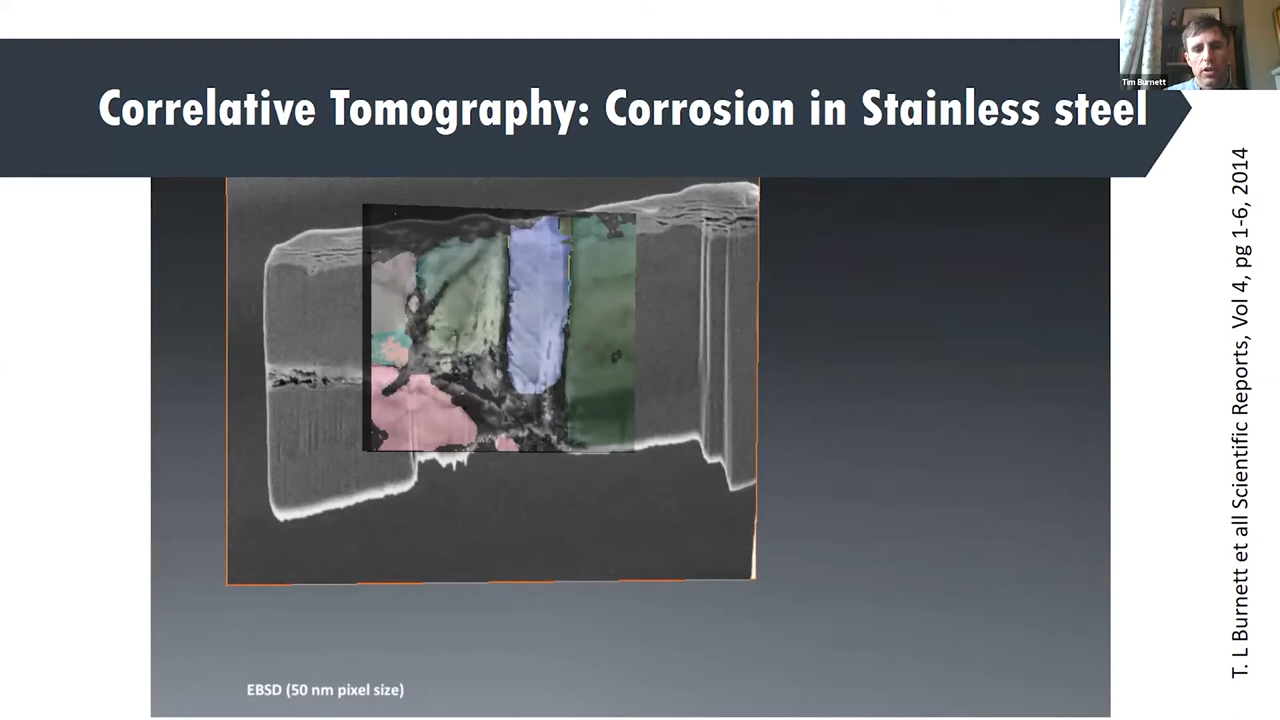 Correlative Tomography: Corrosion in Stainless steel
Tim Burnett
T. L Burnett et all Scientific Reports, Vol 4, pg 1-6, 2014
EBSD (50 nm pixel size)